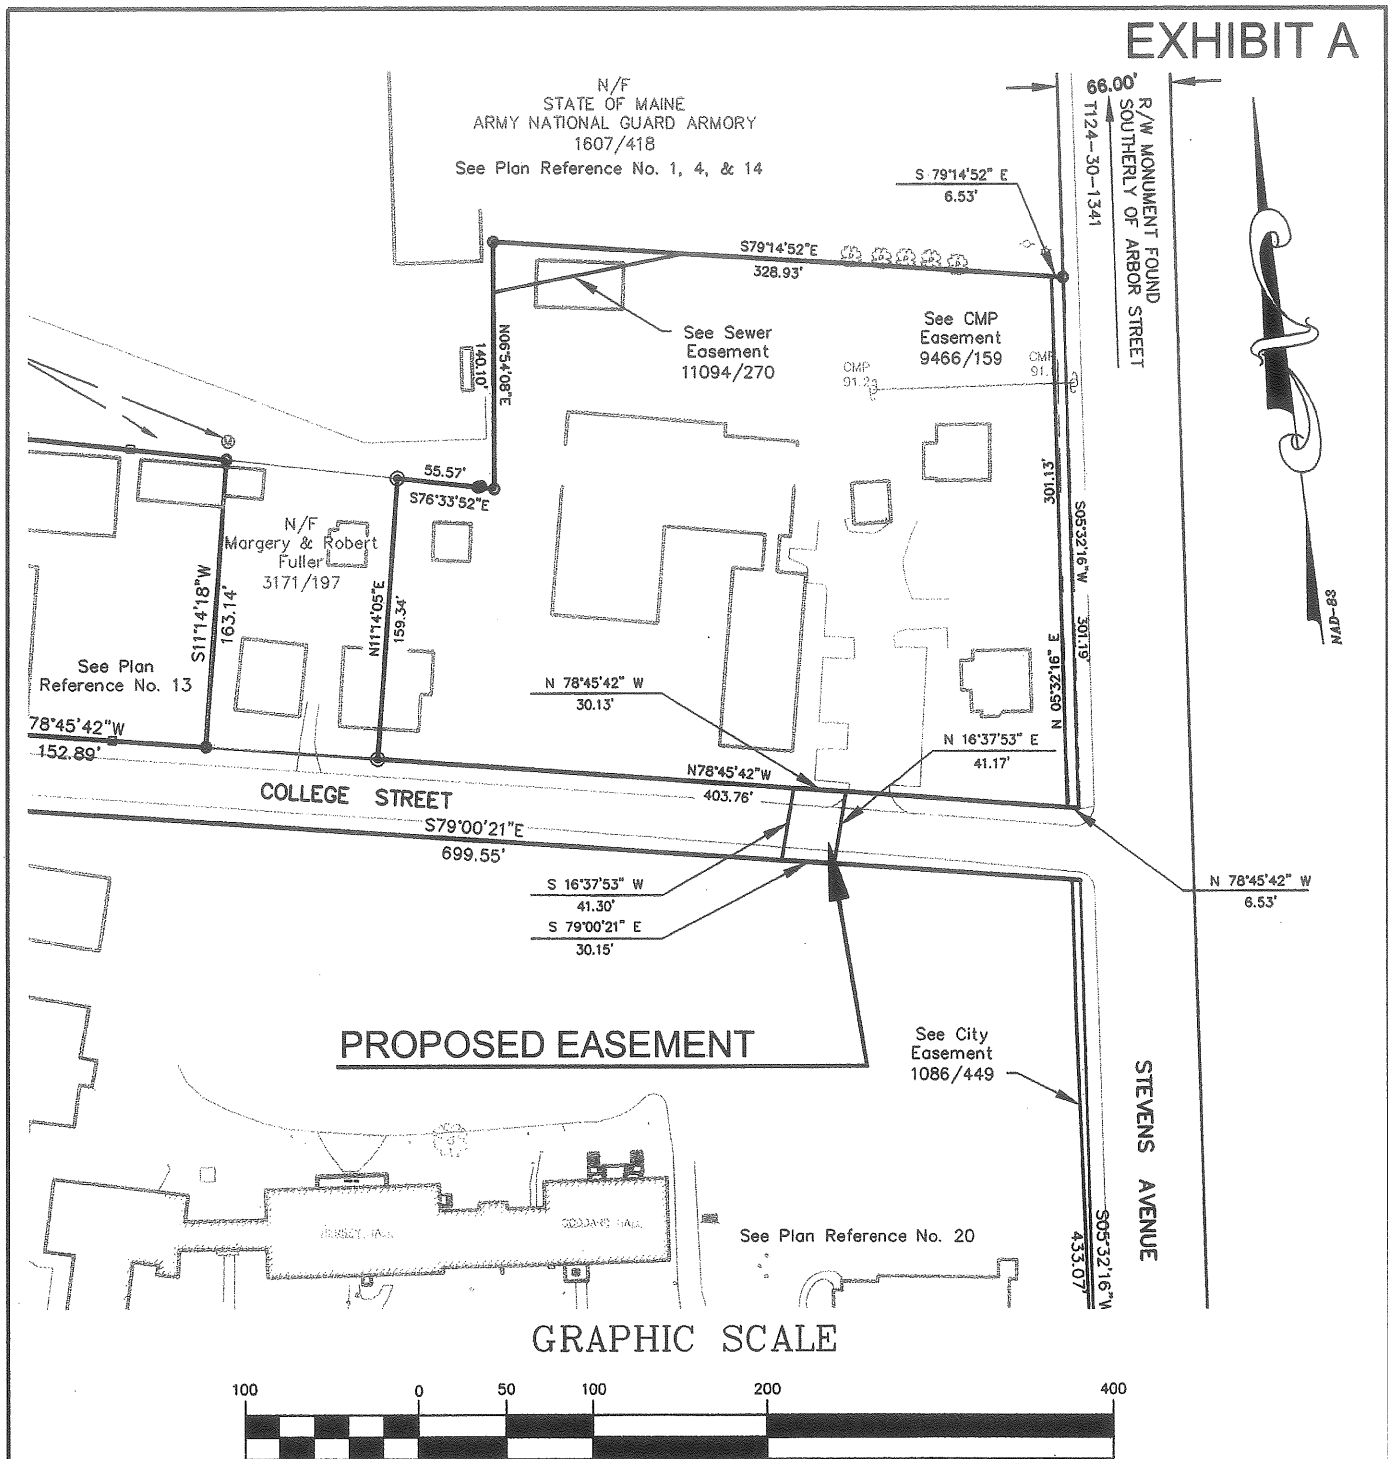 EXHIBIT A
N/F
STATE OF MAINE
ARMY NATIONAL GUARD ARMORY
1607/418
See Plan Reference No. 1, 4, & 14
66.00'
R/W MONUMENT FOUND
SOUTHERLY OF ARBOR STREET
T124-30-1341
S 79°14'52" E
6.53'
S79°14'52"E
328.93'
See Sewer
Easement
11094/270
See CMP
Easement
9466/159
CMP
91.2
CMP
91.
N06°54'08"E
140.10'
55.57'
S76°33'52"E
N/F
Margery & Robert
Fuller
3171/197
S11°14'18"W
163.14'
N11°14'05"E
159.34'
301.13'
N 05°32'16" E
S05°32'16"W
301.19'
NAD-83
See Plan
Reference No. 13
78°45'42"W
152.89'
N 78°45'42" W
30.13'
N 16°37'53" E
41.17'
N78°45'42"W
403.76'
COLLEGE STREET
S79°00'21"E
699.55'
S 16°37'53" W
41.30'
S 79°00'21" E
30.15'
N 78°45'42" W
6.53'
PROPOSED EASEMENT
See City
Easement
1086/449
STEVENS AVENUE
S05°32'16"W
433.07'
HALL
HALL
See Plan Reference No. 20
GRAPHIC SCALE
100 0 50 100 200 400